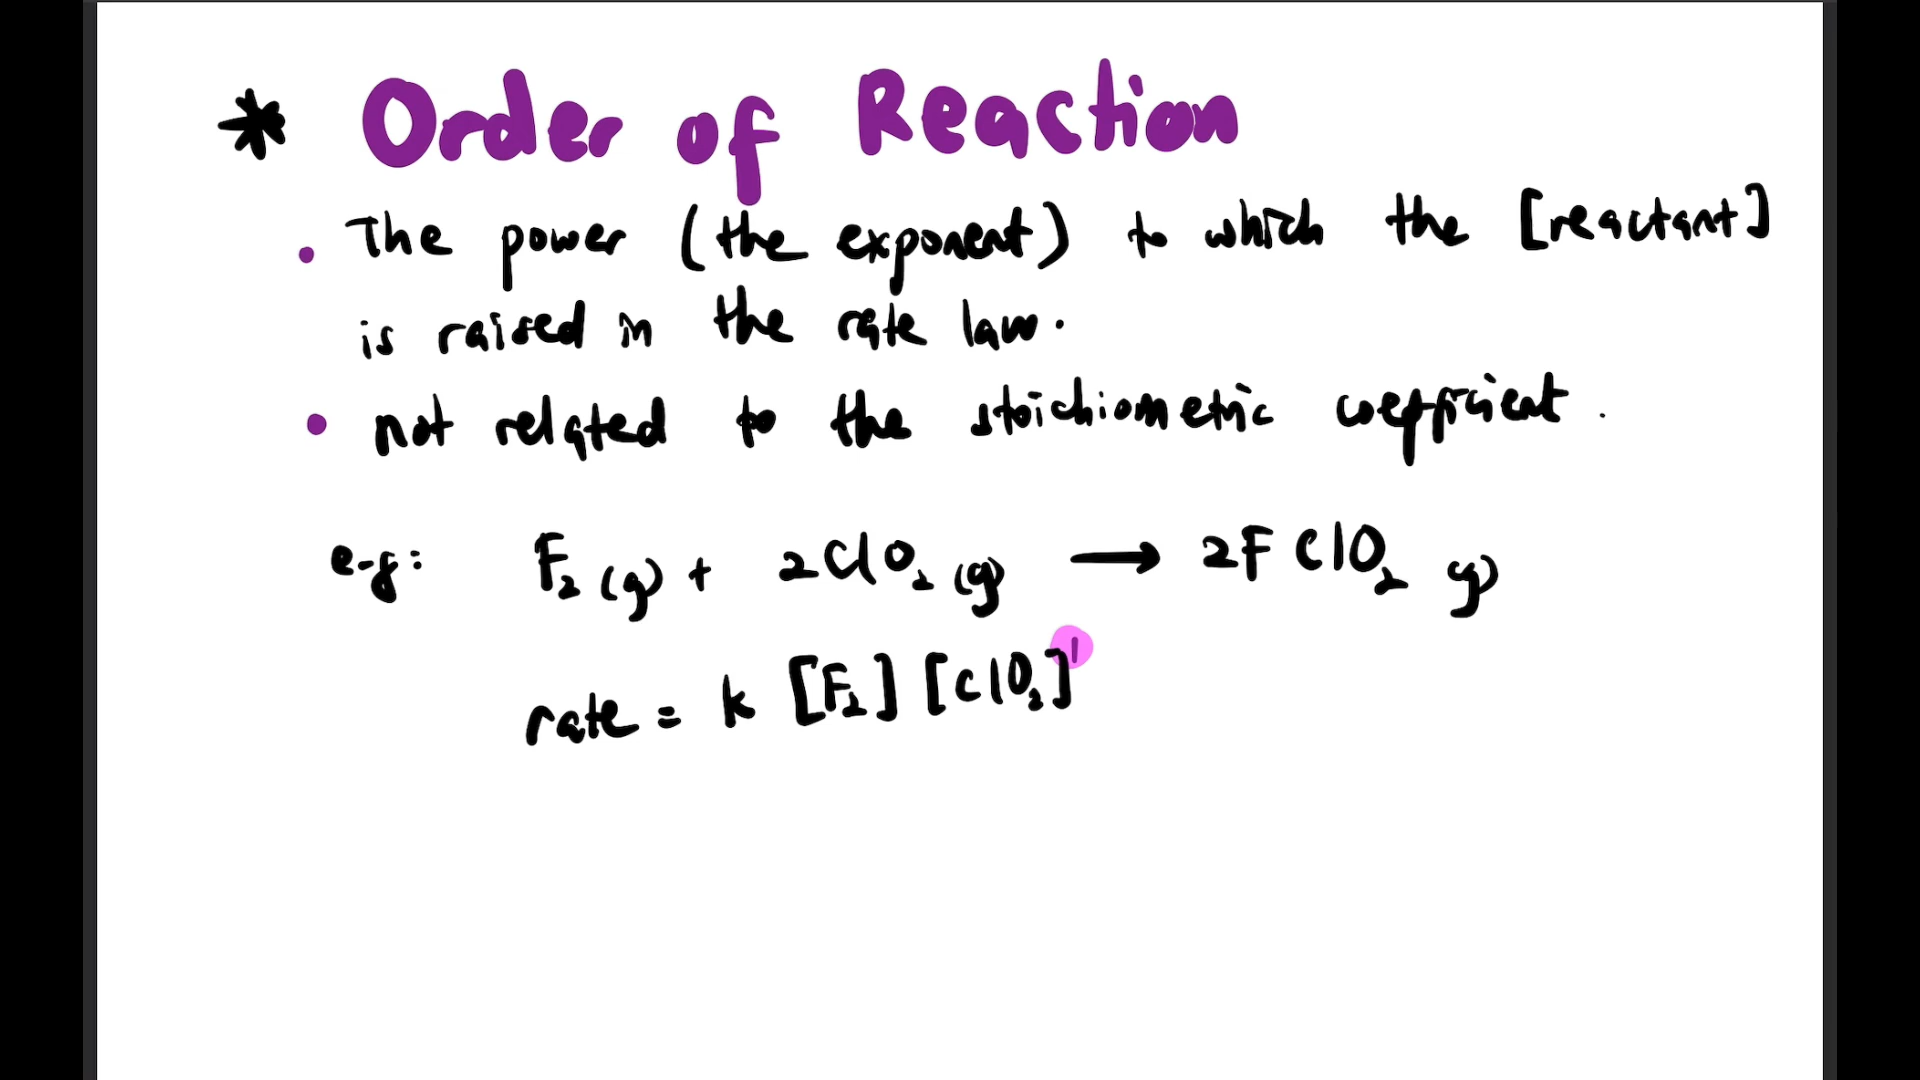 * Order of Reaction
• The power (the exponent) to which the [reactant]
is raised in the rate law.
• not related to the stoichiometric coefficient.
e.g: F₂ (g) + 2ClO₂ (g) → 2FClO₂ (g)
rate = k [F₂] [ClO₂]¹